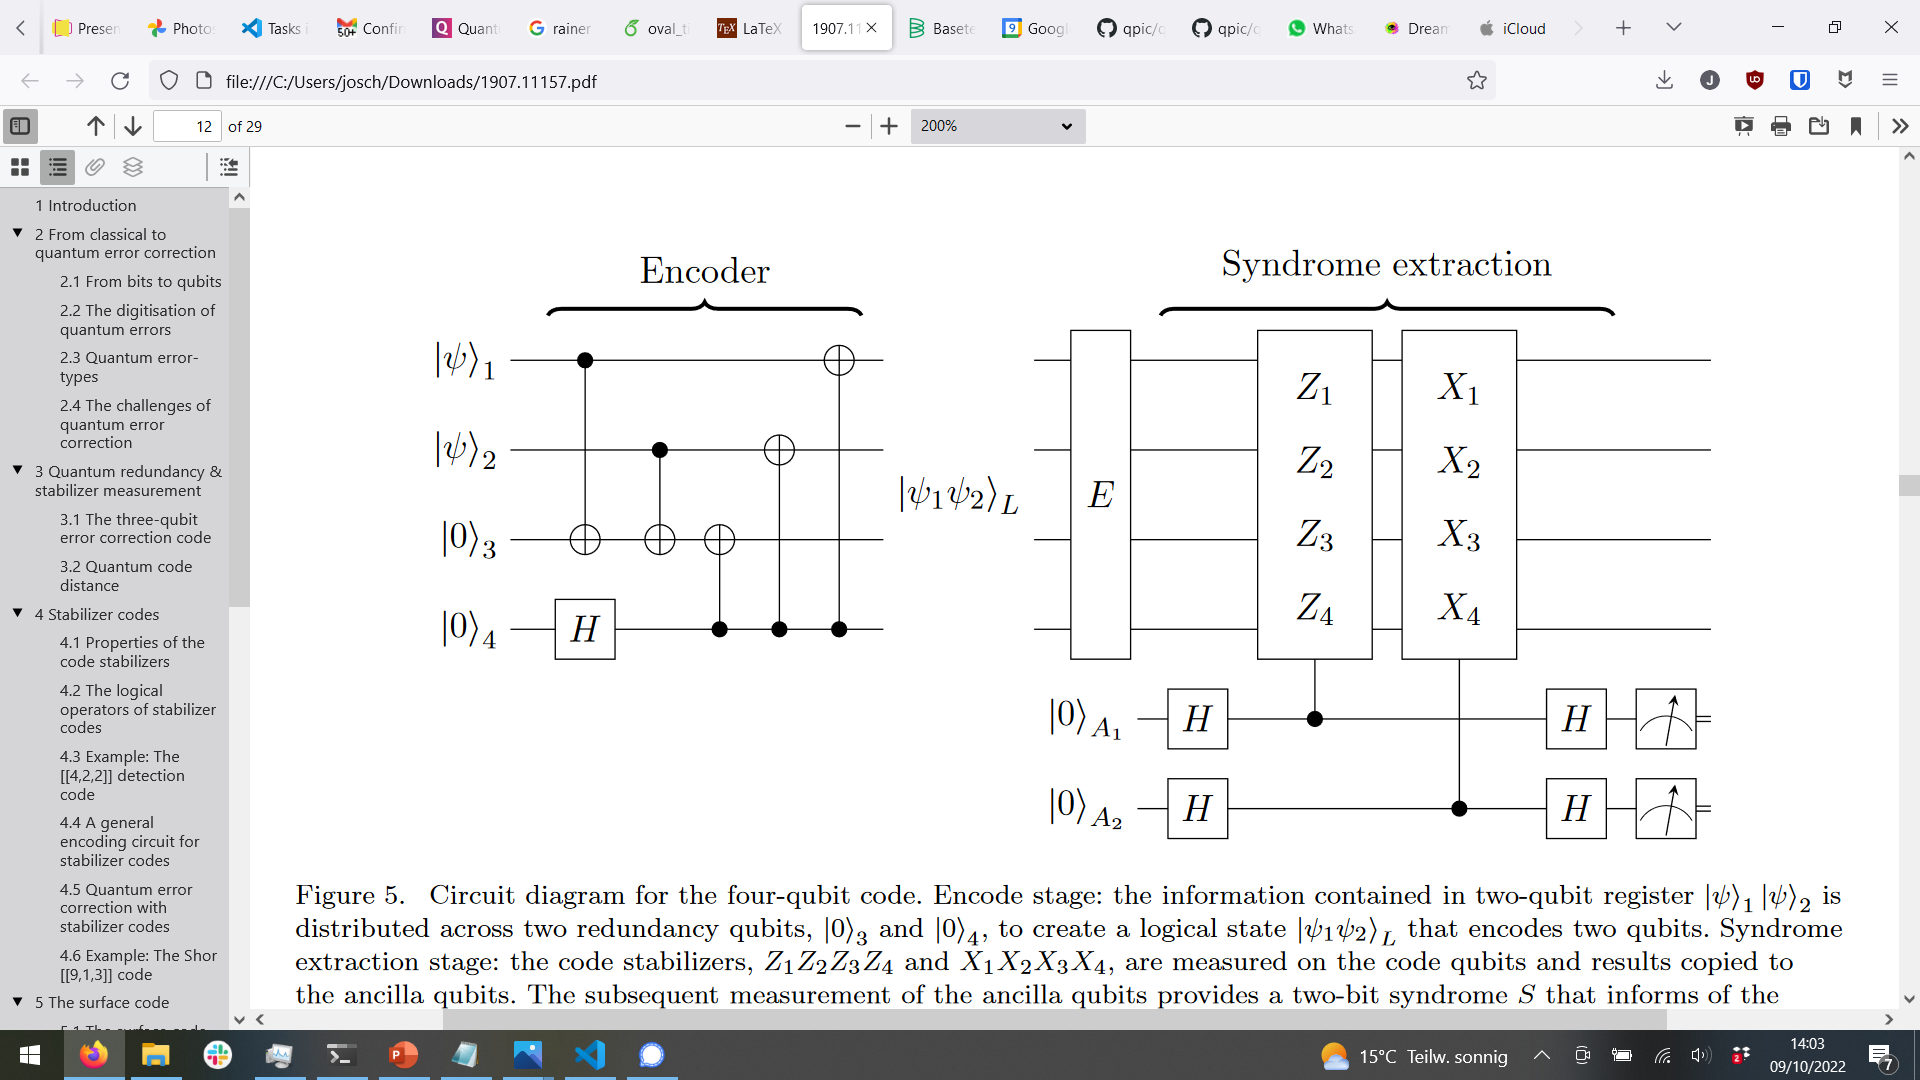 Presen
Photo
Tasks i
50+
Confir
Quant
rainer
oval_ti
TEX
LaTeX
1907.11
Basete
9
Googl
qpic/q
qpic/q
Whats
Dream
iCloud
file:///C:/Users/josch/Downloads/1907.11157.pdf
J
12 of 29
200%
1 Introduction
2 From classical to
quantum error correction
2.1 From bits to qubits
2.2 The digitisation of
quantum errors
2.3 Quantum error-
types
2.4 The challenges of
quantum error
correction
3 Quantum redundancy &
stabilizer measurement
3.1 The three-qubit
error correction code
3.2 Quantum code
distance
4 Stabilizer codes
4.1 Properties of the
code stabilizers
4.2 The logical
operators of stabilizer
codes
4.3 Example: The
[[4,2,2]] detection
code
4.4 A general
encoding circuit for
stabilizer codes
4.5 Quantum error
correction with
stabilizer codes
4.6 Example: The Shor
[[9,1,3]] code
5 The surface code
Encoder
|ψ⟩₁
|ψ⟩₂
|0⟩₃
|0⟩₄ H
|ψ₁ψ₂⟩_L
Syndrome extraction
E
Z₁ X₁
Z₂ X₂
Z₃ X₃
Z₄ X₄
|0⟩_A₁ H H
|0⟩_A₂ H H
Figure 5. Circuit diagram for the four-qubit code. Encode stage: the information contained in two-qubit register |ψ⟩₁ |ψ⟩₂ is
distributed across two redundancy qubits, |0⟩₃ and |0⟩₄, to create a logical state |ψ₁ψ₂⟩_L that encodes two qubits. Syndrome
extraction stage: the code stabilizers, Z₁Z₂Z₃Z₄ and X₁X₂X₃X₄, are measured on the code qubits and results copied to
the ancilla qubits. The subsequent measurement of the ancilla qubits provides a two-bit syndrome S that informs of the
15°C Teilw. sonnig
14:03
09/10/2022
7